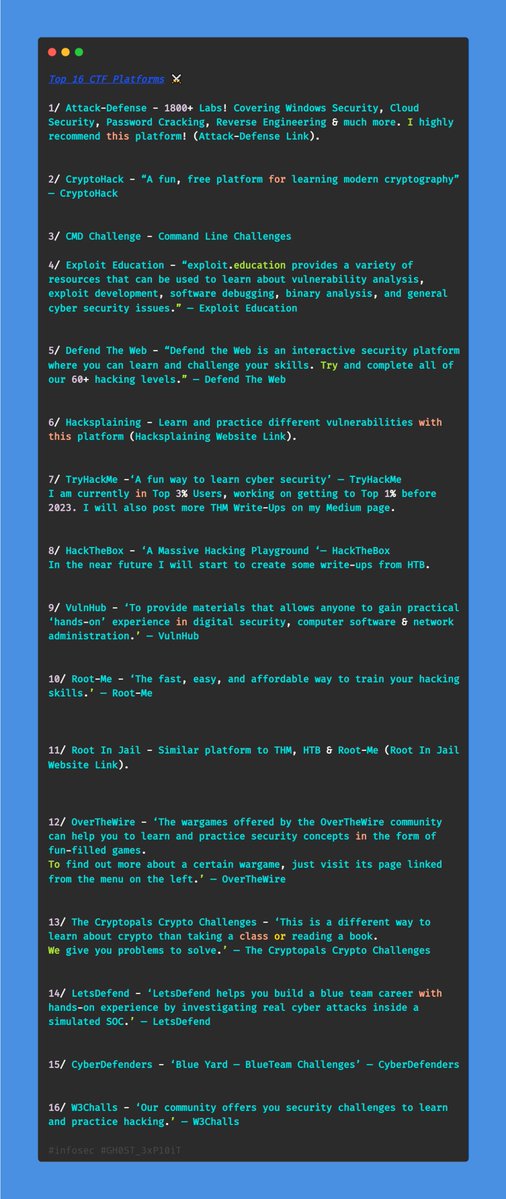 Top 16 CTF Platforms ⚔
1/ Attack-Defense - 1800+ Labs! Covering Windows Security, Cloud
Security, Password Cracking, Reverse Engineering & much more. I highly
recommend this platform! (Attack-Defense Link).
2/ CryptoHack - “A fun, free platform for learning modern cryptography”
— CryptoHack
3/ CMD Challenge - Command Line Challenges
4/ Exploit Education - “exploit.education provides a variety of
resources that can be used to learn about vulnerability analysis,
exploit development, software debugging, binary analysis, and general
cyber security issues.” — Exploit Education
5/ Defend The Web - “Defend the Web is an interactive security platform
where you can learn and challenge your skills. Try and complete all of
our 60+ hacking levels.” — Defend The Web
6/ Hacksplaining - Learn and practice different vulnerabilities with
this platform (Hacksplaining Website Link).
7/ TryHackMe -‘A fun way to learn cyber security’ — TryHackMe
I am currently in Top 3% Users, working on getting to Top 1% before
2023. I will also post more THM Write-Ups on my Medium page.
8/ HackTheBox - ‘A Massive Hacking Playground ‘— HackTheBox
In the near future I will start to create some write-ups from HTB.
9/ VulnHub - ‘To provide materials that allows anyone to gain practical
‘hands-on’ experience in digital security, computer software & network
administration.’ — VulnHub
10/ Root-Me - ‘The fast, easy, and affordable way to train your hacking
skills.’ — Root-Me
11/ Root In Jail - Similar platform to THM, HTB & Root-Me (Root In Jail
Website Link).
12/ OverTheWire - ‘The wargames offered by the OverTheWire community
can help you to learn and practice security concepts in the form of
fun-filled games.
To find out more about a certain wargame, just visit its page linked
from the menu on the left.’ — OverTheWire
13/ The Cryptopals Crypto Challenges - ‘This is a different way to
learn about crypto than taking a class or reading a book.
We give you problems to solve.’ — The Cryptopals Crypto Challenges
14/ LetsDefend - ‘LetsDefend helps you build a blue team career with
hands-on experience by investigating real cyber attacks inside a
simulated SOC.’ — LetsDefend
15/ CyberDefenders - ‘Blue Yard — BlueTeam Challenges’ — CyberDefenders
16/ W3Challs - ‘Our community offers you security challenges to learn
and practice hacking.’ — W3Challs
#infosec #GH0ST_3xP10iT